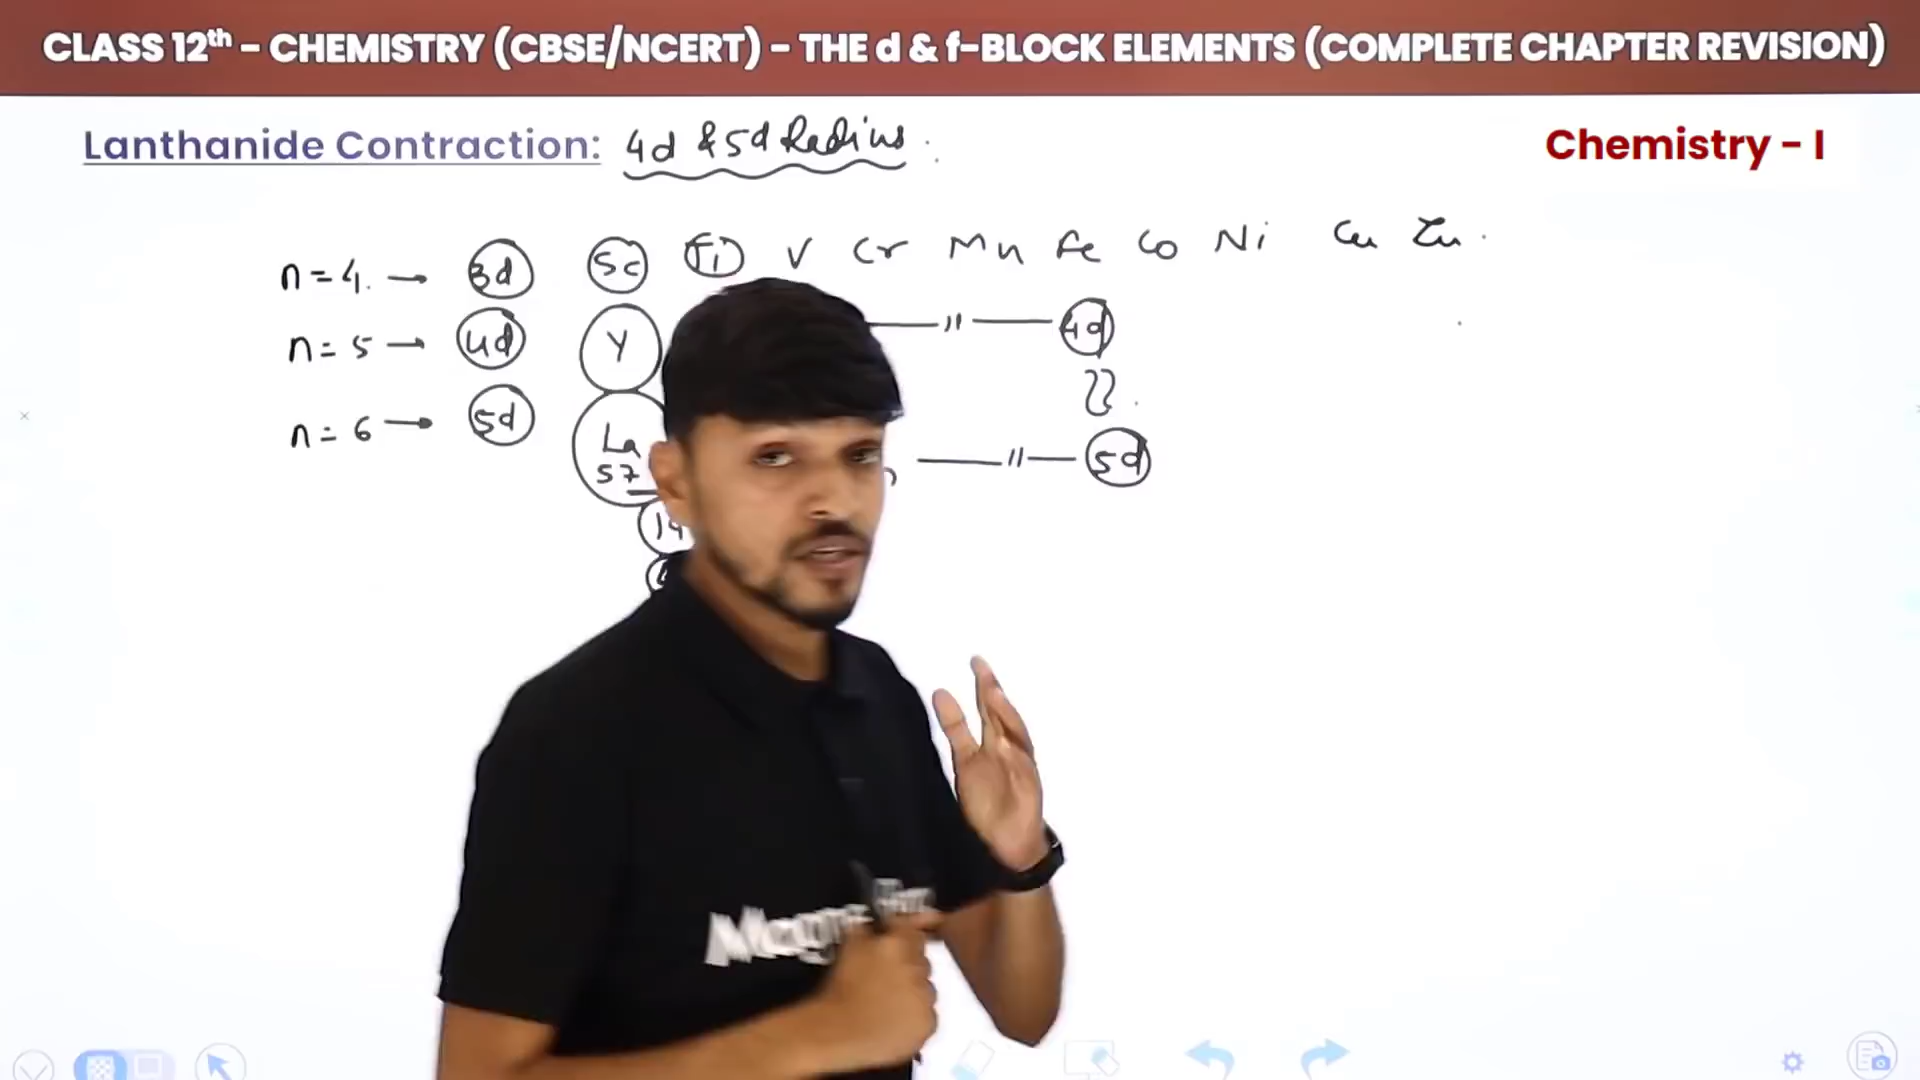 CLASS 12th - CHEMISTRY (CBSE/NCERT) - THE d & f-BLOCK ELEMENTS (COMPLETE CHAPTER REVISION)
Lanthanide Contraction: 4d & 5d Radius
Chemistry - I
n = 4 → 3d Sc Ti V Cr Mn Fe Co Ni Cu Zn
n = 5 → 4d Y — " — 4d
n = 6 → 5d La 57 — " — 5d